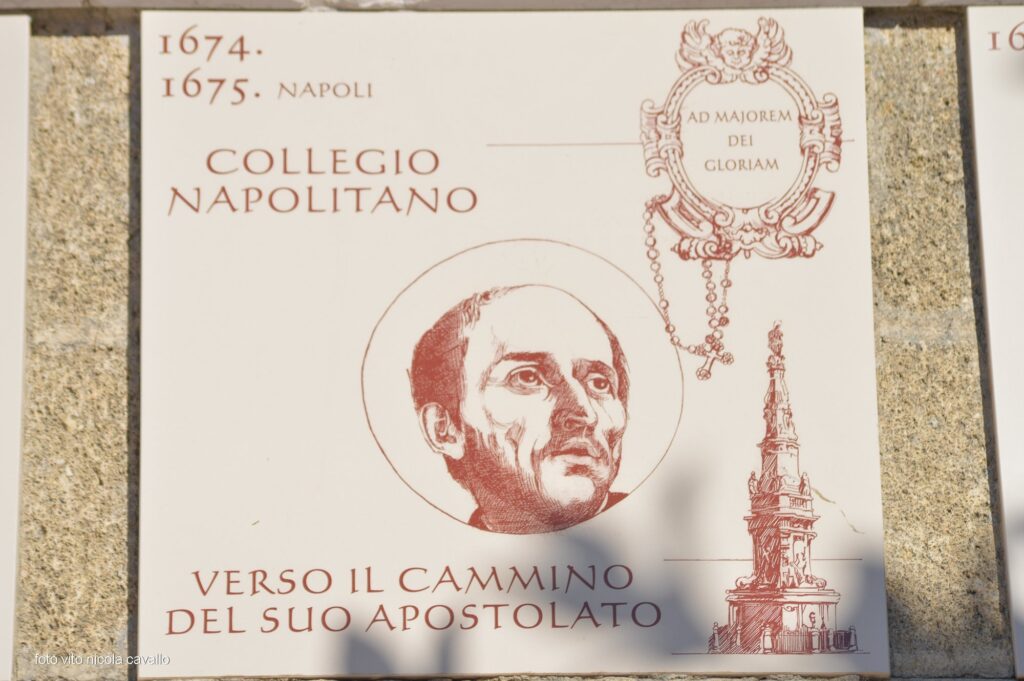 1674.
1675. NAPOLI
COLLEGIO
NAPOLITANO
AD MAJOREM
DEI
GLORIAM
VERSO IL CAMMINO
DEL SUO APOSTOLATO
foto vito nicola cavallo
16